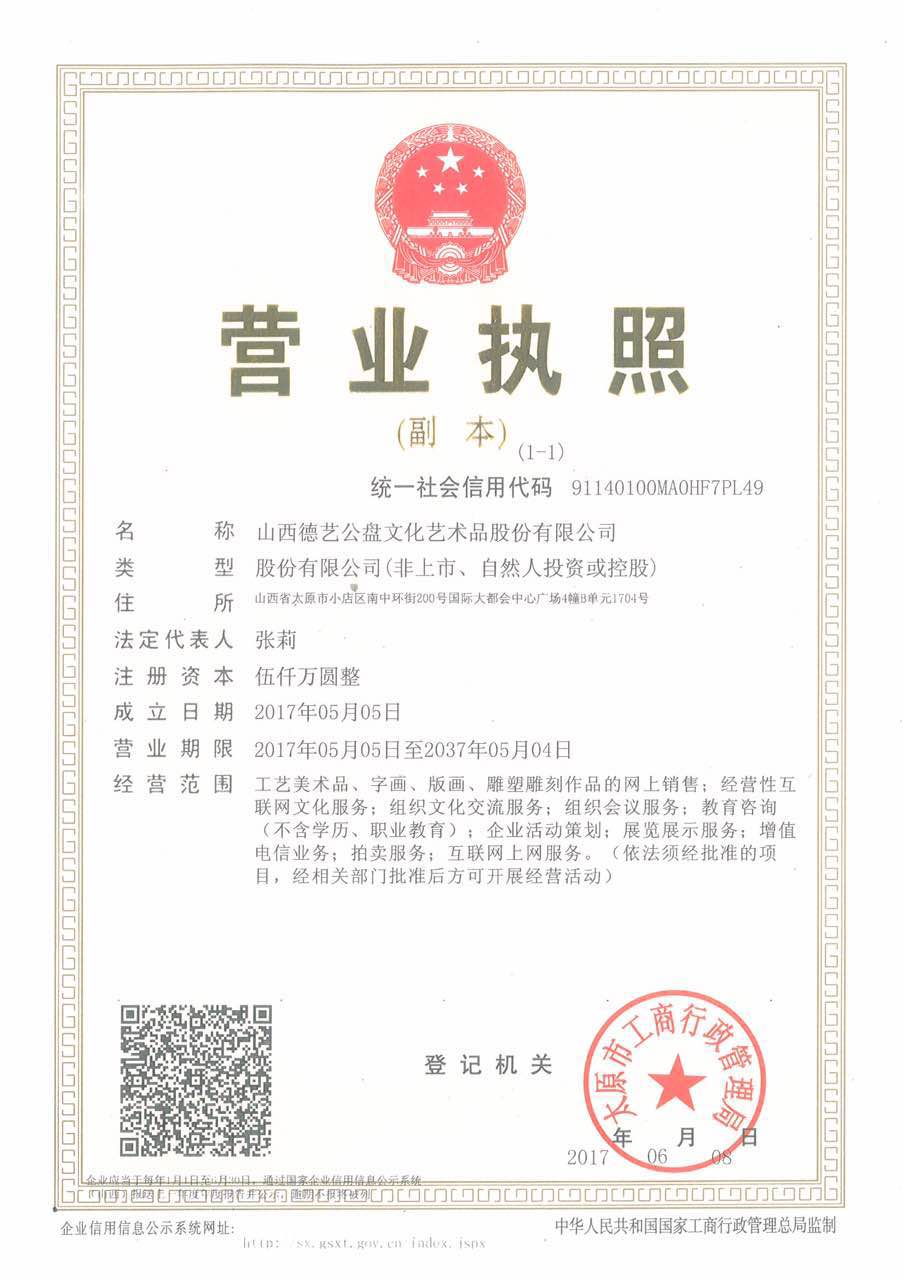 营业执照
(副 本)
(1-1)
统一社会信用代码 91140100MA0HF7PL49
名 称 山西德艺公盘文化艺术品股份有限公司
类 型 股份有限公司(非上市、自然人投资或控股)
住 所 山西省太原市小店区南中环街200号国际大都会中心广场4幢B单元1704号
法定代表人 张莉
注册资本 伍仟万圆整
成立日期 2017年05月05日
营业期限 2017年05月05日至2037年05月04日
经营范围 工艺美术品、字画、版画、雕塑雕刻作品的网上销售；经营性互
联网文化服务；组织文化交流服务；组织会议服务；教育咨询
（不含学历、职业教育）；企业活动策划；展览展示服务；增值
电信业务；拍卖服务；互联网上网服务。（依法须经批准的项
目，经相关部门批准后方可开展经营活动）
太原市工商行政管理局
登记机关
年 月 日
2017 06 08
企业应当于每年1月1日至6月30日，通过国家企业信用信息公示系统
企业信用信息公示系统网址:
http://sx.gsxt.gov.cn/index.jspx
中华人民共和国国家工商行政管理总局监制